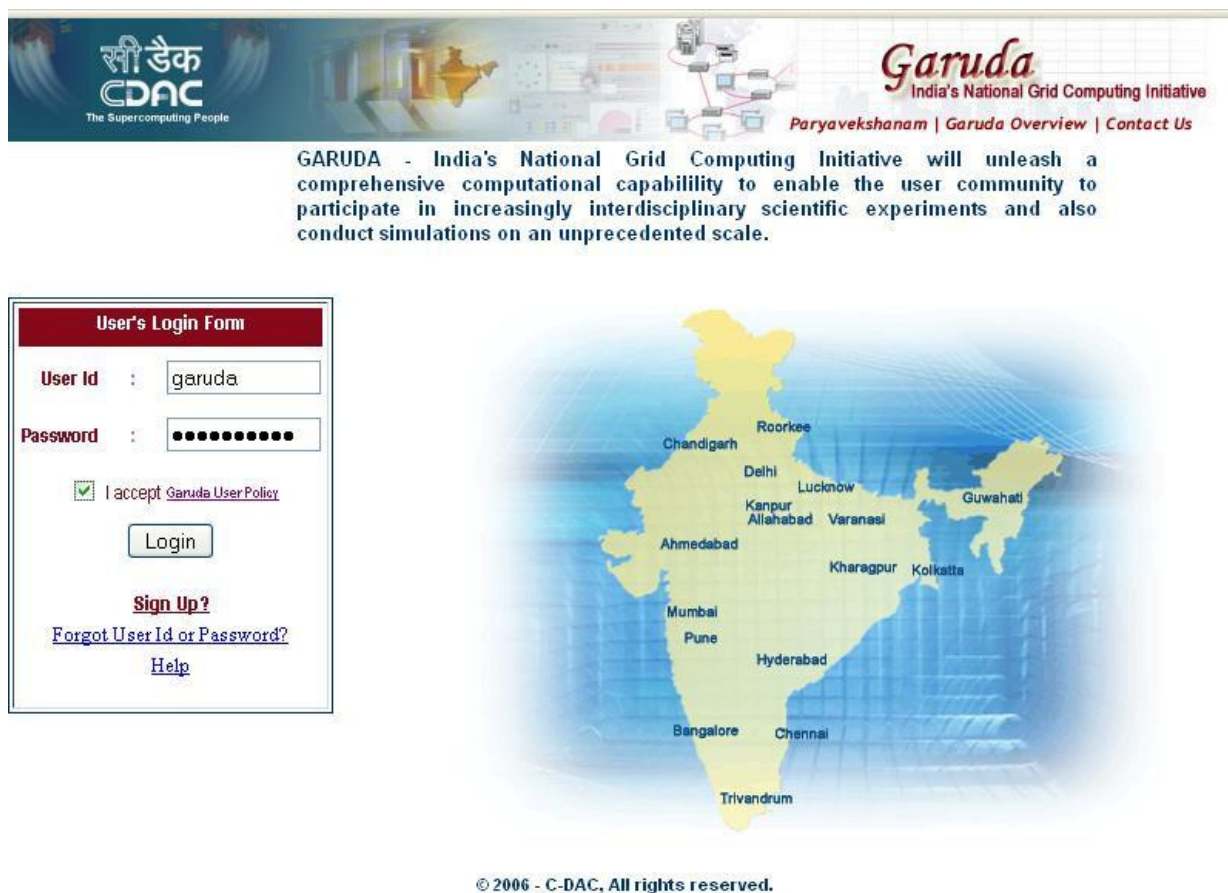 सी डैक
CDAC
The Supercomputing People
Garuda
India's National Grid Computing Initiative
Paryavekshanam | Garuda Overview | Contact Us
GARUDA - India's National Grid Computing Initiative will unleash a
comprehensive computational capabilility to enable the user community to
participate in increasingly interdisciplinary scientific experiments and also
conduct simulations on an unprecedented scale.
User's Login Form
User Id : garuda
Password : ••••••••••
I accept Garuda User Policy
Login
Sign Up?
Forgot User Id or Password?
Help
Roorkee
Chandigarh
Delhi
Lucknow
Guwahati
Kanpur
Allahabad Varanasi
Ahmedabad
Kharagpur Kolkatta
Mumbai
Pune
Hyderabad
Bangalore Chennai
Trivandrum
© 2006 - C-DAC, All rights reserved.